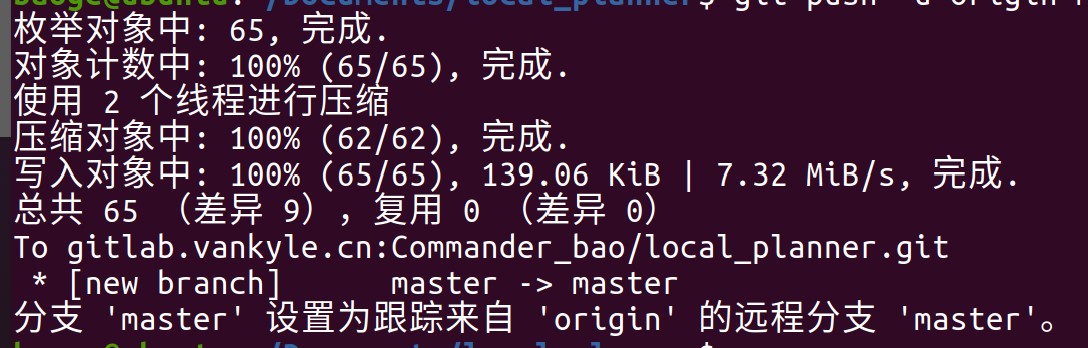 枚举对象中: 65, 完成.
对象计数中: 100% (65/65), 完成.
使用 2 个线程进行压缩
压缩对象中: 100% (62/62), 完成.
写入对象中: 100% (65/65), 139.06 KiB | 7.32 MiB/s, 完成.
总共 65 （差异 9），复用 0 （差异 0）
To gitlab.vankyle.cn:Commander_bao/local_planner.git
 * [new branch]      master -> master
分支 'master' 设置为跟踪来自 'origin' 的远程分支 'master'。